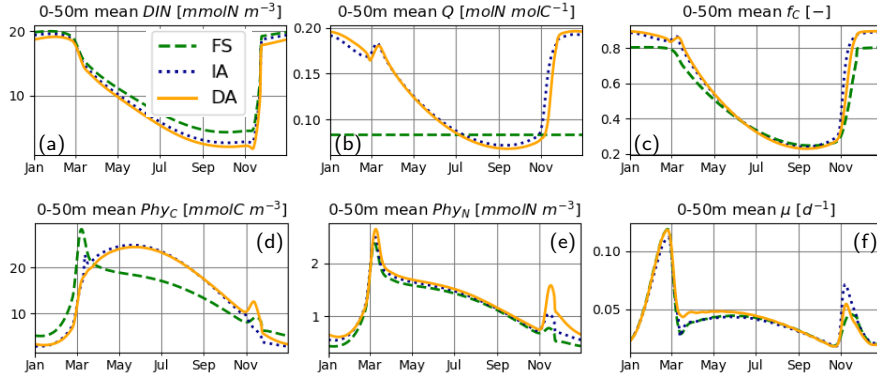 0-50m mean DIN [mmolN m⁻³]
20
10
FS
IA
DA
(a)
Jan Mar May Jul Sep Nov
0-50m mean Q [molN molC⁻¹]
0.20
0.15
0.10
(b)
Jan Mar May Jul Sep Nov
0-50m mean f_C [−]
0.8
0.6
0.4
0.2
(c)
Jan Mar May Jul Sep Nov
0-50m mean Phy_C [mmolC m⁻³]
20
10
(d)
Jan Mar May Jul Sep Nov
0-50m mean Phy_N [mmolN m⁻³]
2
1
(e)
Jan Mar May Jul Sep Nov
0-50m mean μ [d⁻¹]
0.10
0.05
(f)
Jan Mar May Jul Sep Nov